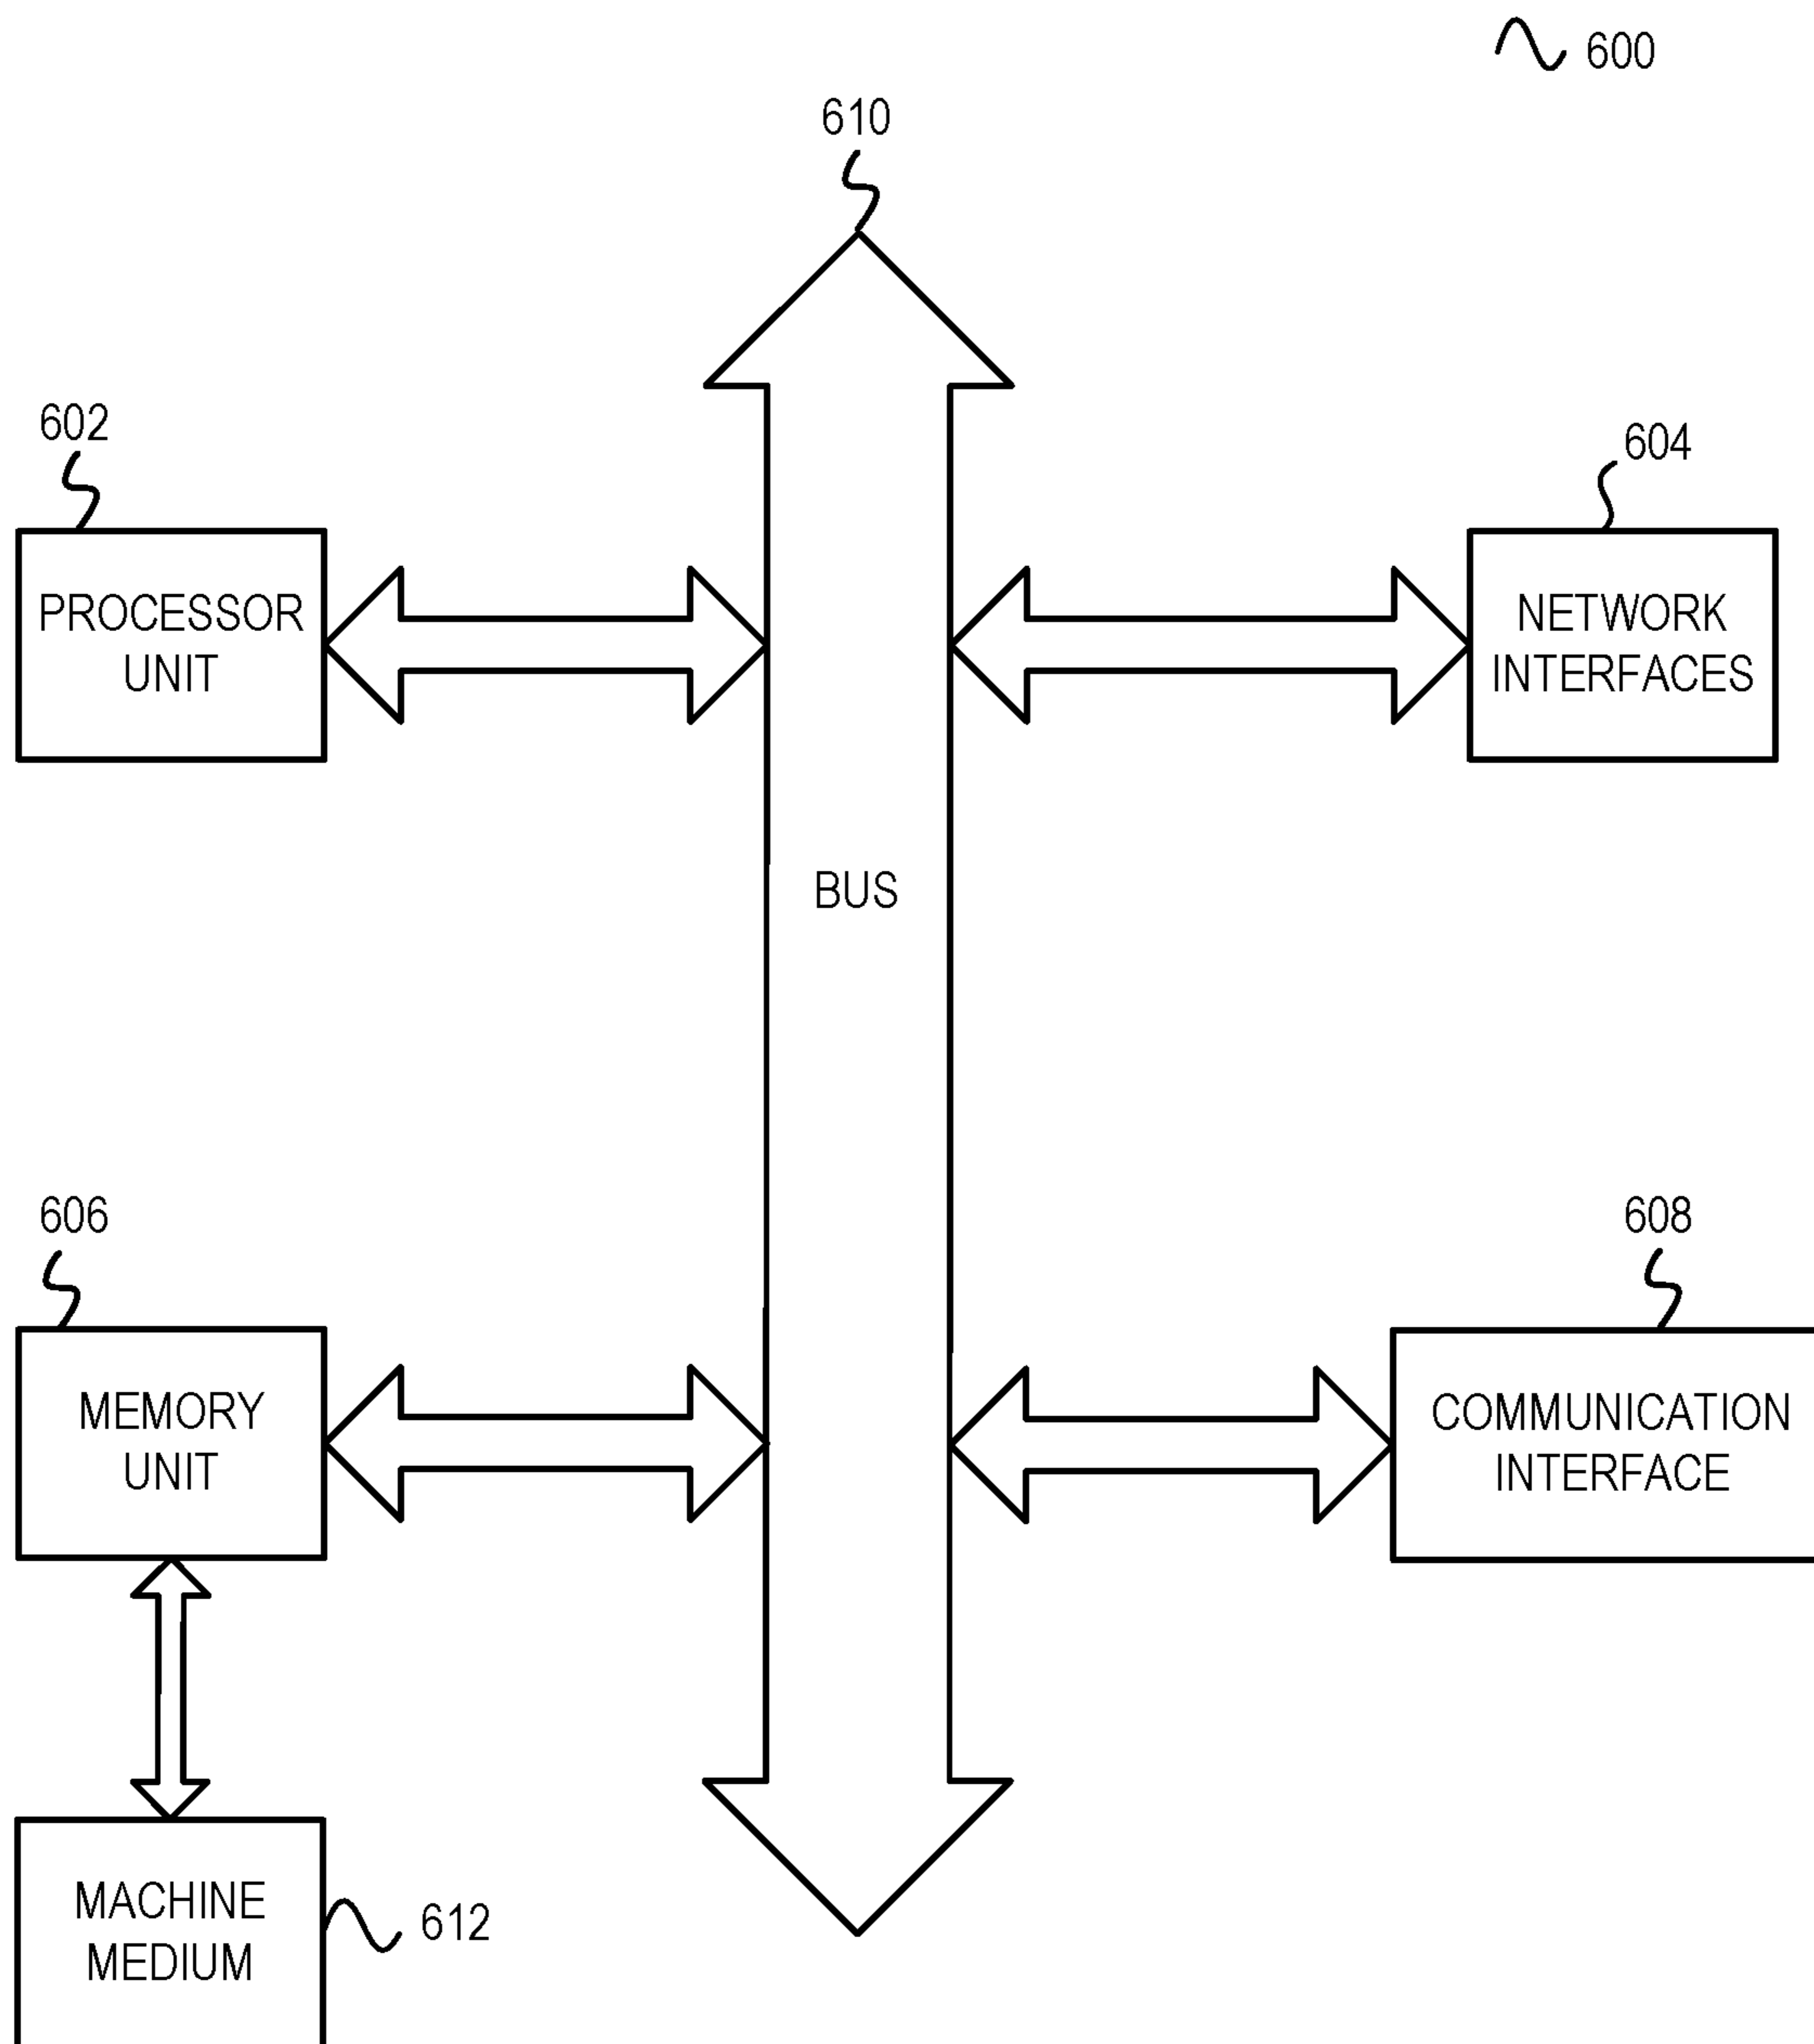 600
610
602
604
PROCESSOR
UNIT
NETWORK
INTERFACES
BUS
606
608
MEMORY
UNIT
COMMUNICATION
INTERFACE
MACHINE
MEDIUM
612